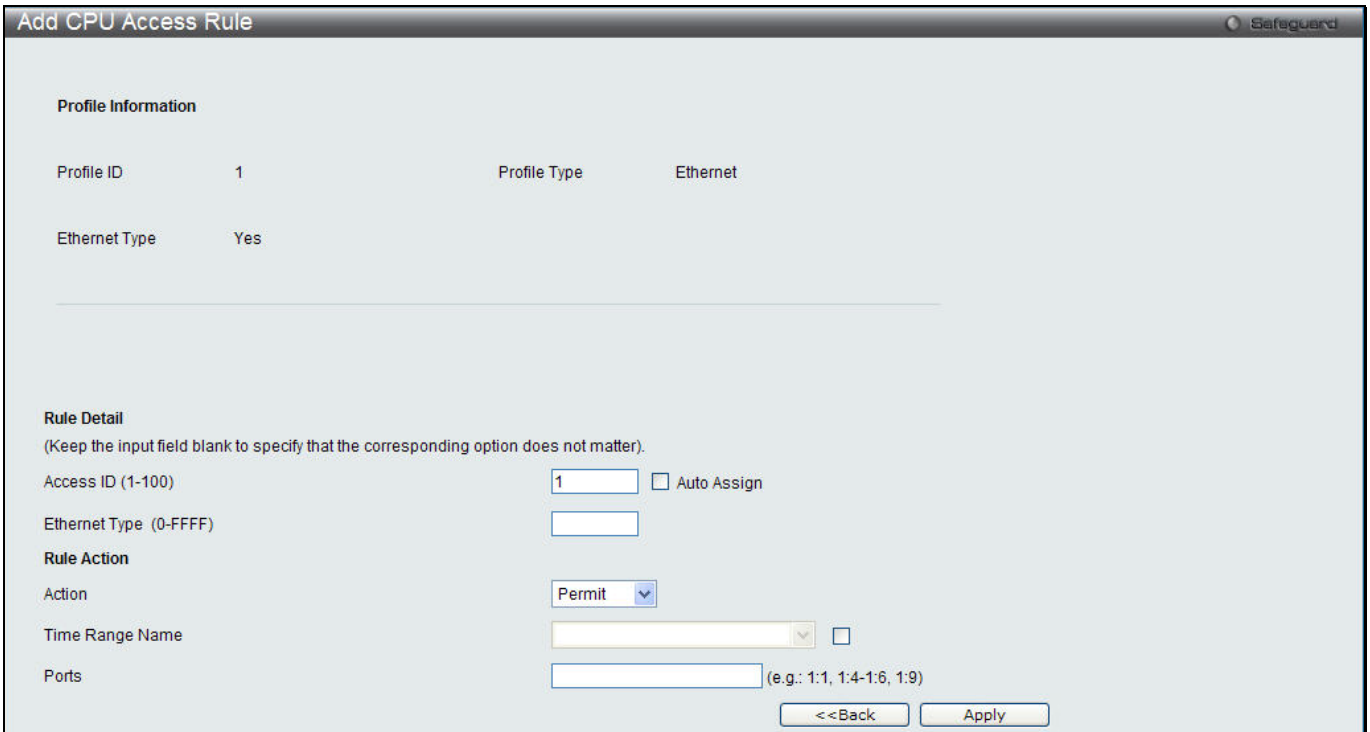 Add CPU Access Rule Safeguard
Profile Information
Profile ID 1 Profile Type Ethernet
Ethernet Type Yes
Rule Detail
(Keep the input field blank to specify that the corresponding option does not matter).
Access ID (1-100) 1 Auto Assign
Ethernet Type (0-FFFF)
Rule Action
Action Permit
Time Range Name
Ports (e.g.: 1:1, 1:4-1:6, 1:9)
<<Back Apply